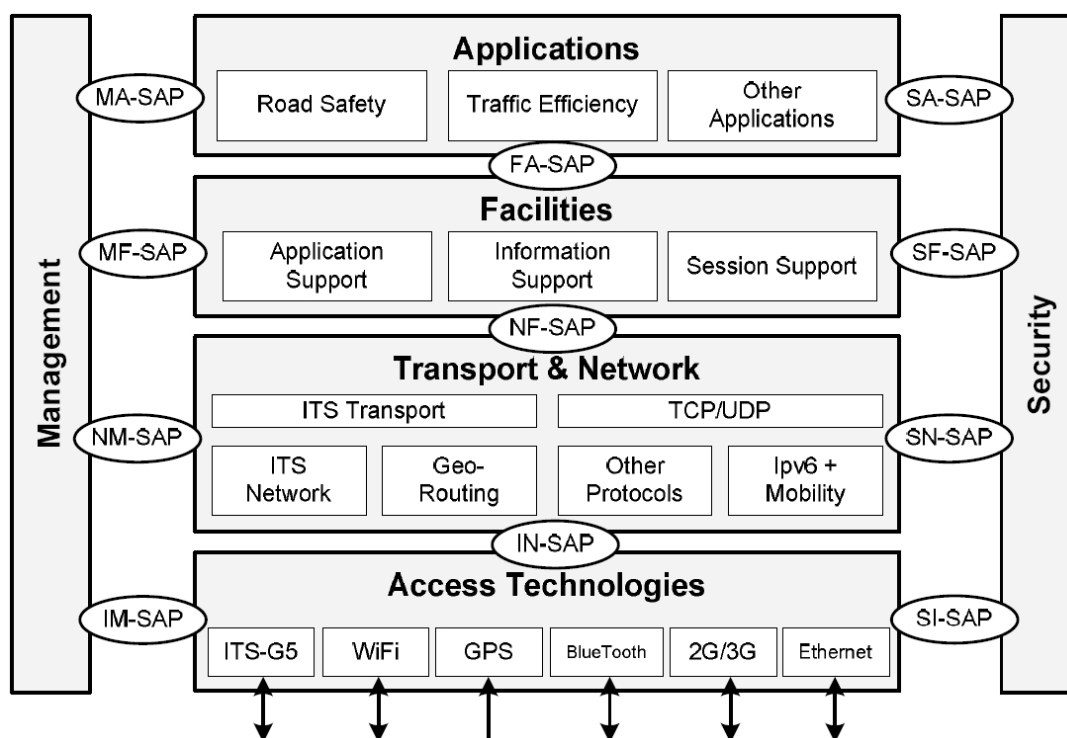 Applications
MA-SAP
Road Safety
Traffic Efficiency
Other
Applications
SA-SAP
FA-SAP
Facilities
MF-SAP
Application
Support
Information
Support
Session Support
SF-SAP
NF-SAP
Management
Security
Transport & Network
ITS Transport
TCP/UDP
NM-SAP
ITS
Network
Geo-
Routing
Other
Protocols
Ipv6 +
Mobility
SN-SAP
IN-SAP
Access Technologies
IM-SAP
ITS-G5
WiFi
GPS
BlueTooth
2G/3G
Ethernet
SI-SAP